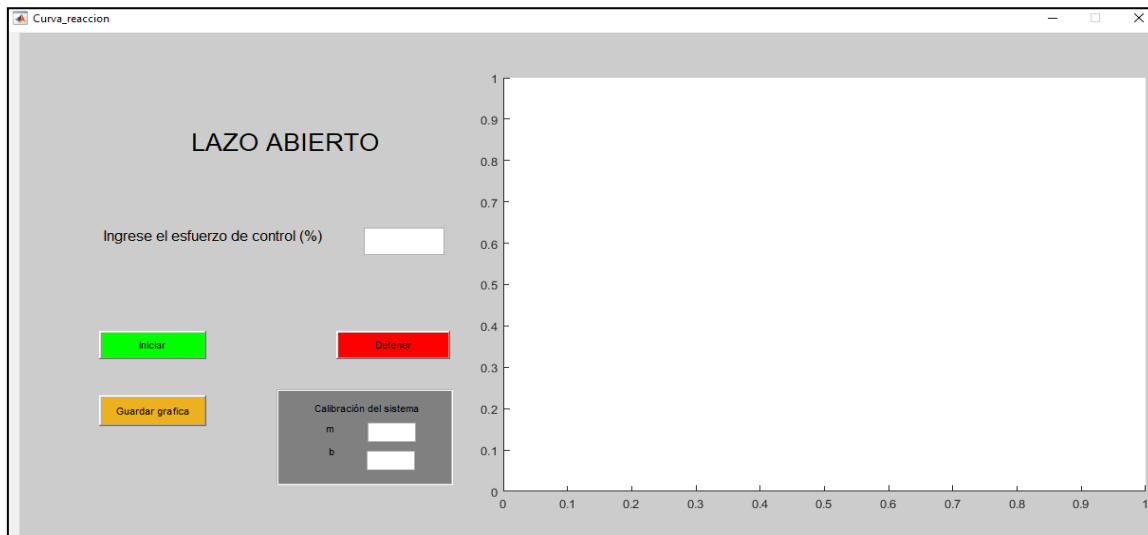 Curva_reaccion
LAZO ABIERTO
Ingrese el esfuerzo de control (%)
Iniciar
Detener
Guardar grafica
Calibración del sistema
m
b
1
0.9
0.8
0.7
0.6
0.5
0.4
0.3
0.2
0.1
0
0 0.1 0.2 0.3 0.4 0.5 0.6 0.7 0.8 0.9 1